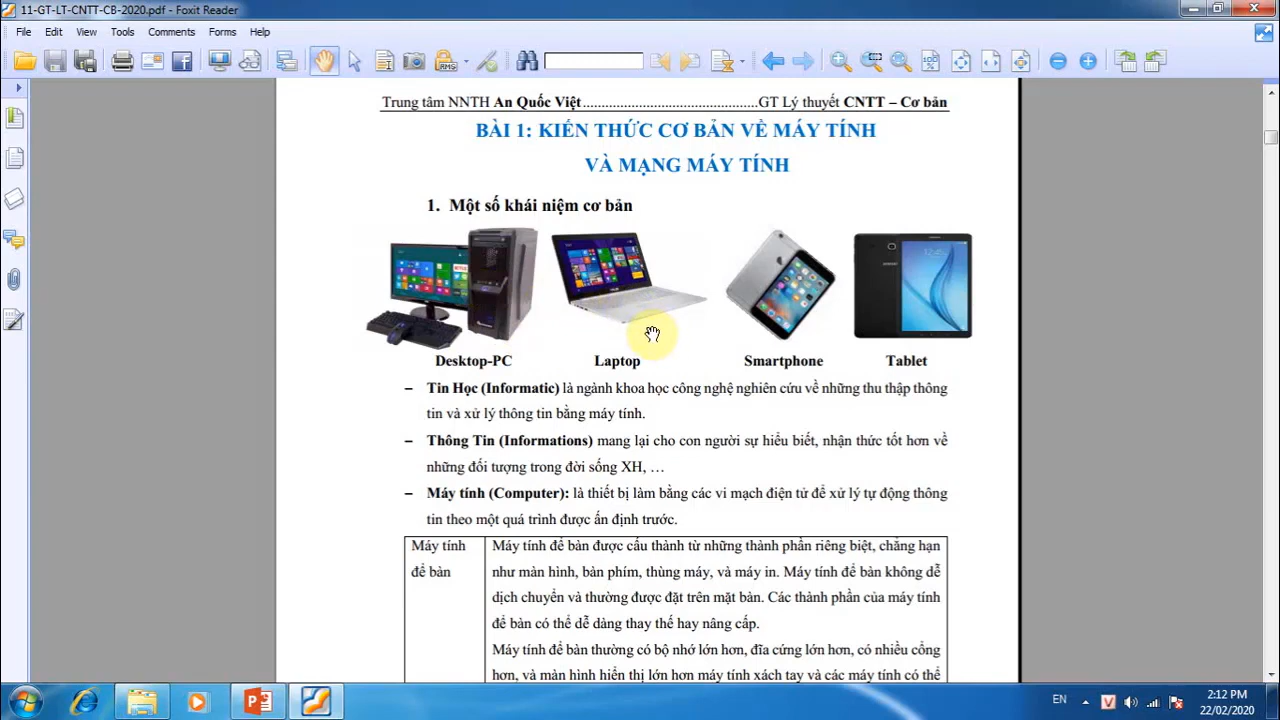 11-GT-LT-CNTT-CB-2020.pdf - Foxit Reader
File Edit View Tools Comments Forms Help
Trung tâm NNTH An Quốc Việt................................................GT Lý thuyết CNTT – Cơ bản
BÀI 1: KIẾN THỨC CƠ BẢN VỀ MÁY TÍNH
VÀ MẠNG MÁY TÍNH
1. Một số khái niệm cơ bản
Desktop-PC Laptop Smartphone Tablet
– Tin Học (Informatic) là ngành khoa học công nghệ nghiên cứu về những thu thập thông
tin và xử lý thông tin bằng máy tính.
– Thông Tin (Informations) mang lại cho con người sự hiểu biết, nhận thức tốt hơn về
những đối tượng trong đời sống XH, …
– Máy tính (Computer): là thiết bị làm bằng các vi mạch điện tử để xử lý tự động thông
tin theo một quá trình được ấn định trước.
Máy tính
để bàn
Máy tính để bàn được cấu thành từ những thành phần riêng biệt, chẳng hạn
như màn hình, bàn phím, thùng máy, và máy in. Máy tính để bàn không dễ
dịch chuyển và thường được đặt trên mặt bàn. Các thành phần của máy tính
để bàn có thể dễ dàng thay thế hay nâng cấp.
Máy tính để bàn thường có bộ nhớ lớn hơn, đĩa cứng lớn hơn, có nhiều cổng
hơn, và màn hình hiển thị lớn hơn máy tính xách tay và các máy tính có thể
EN
2:12 PM
22/02/2020